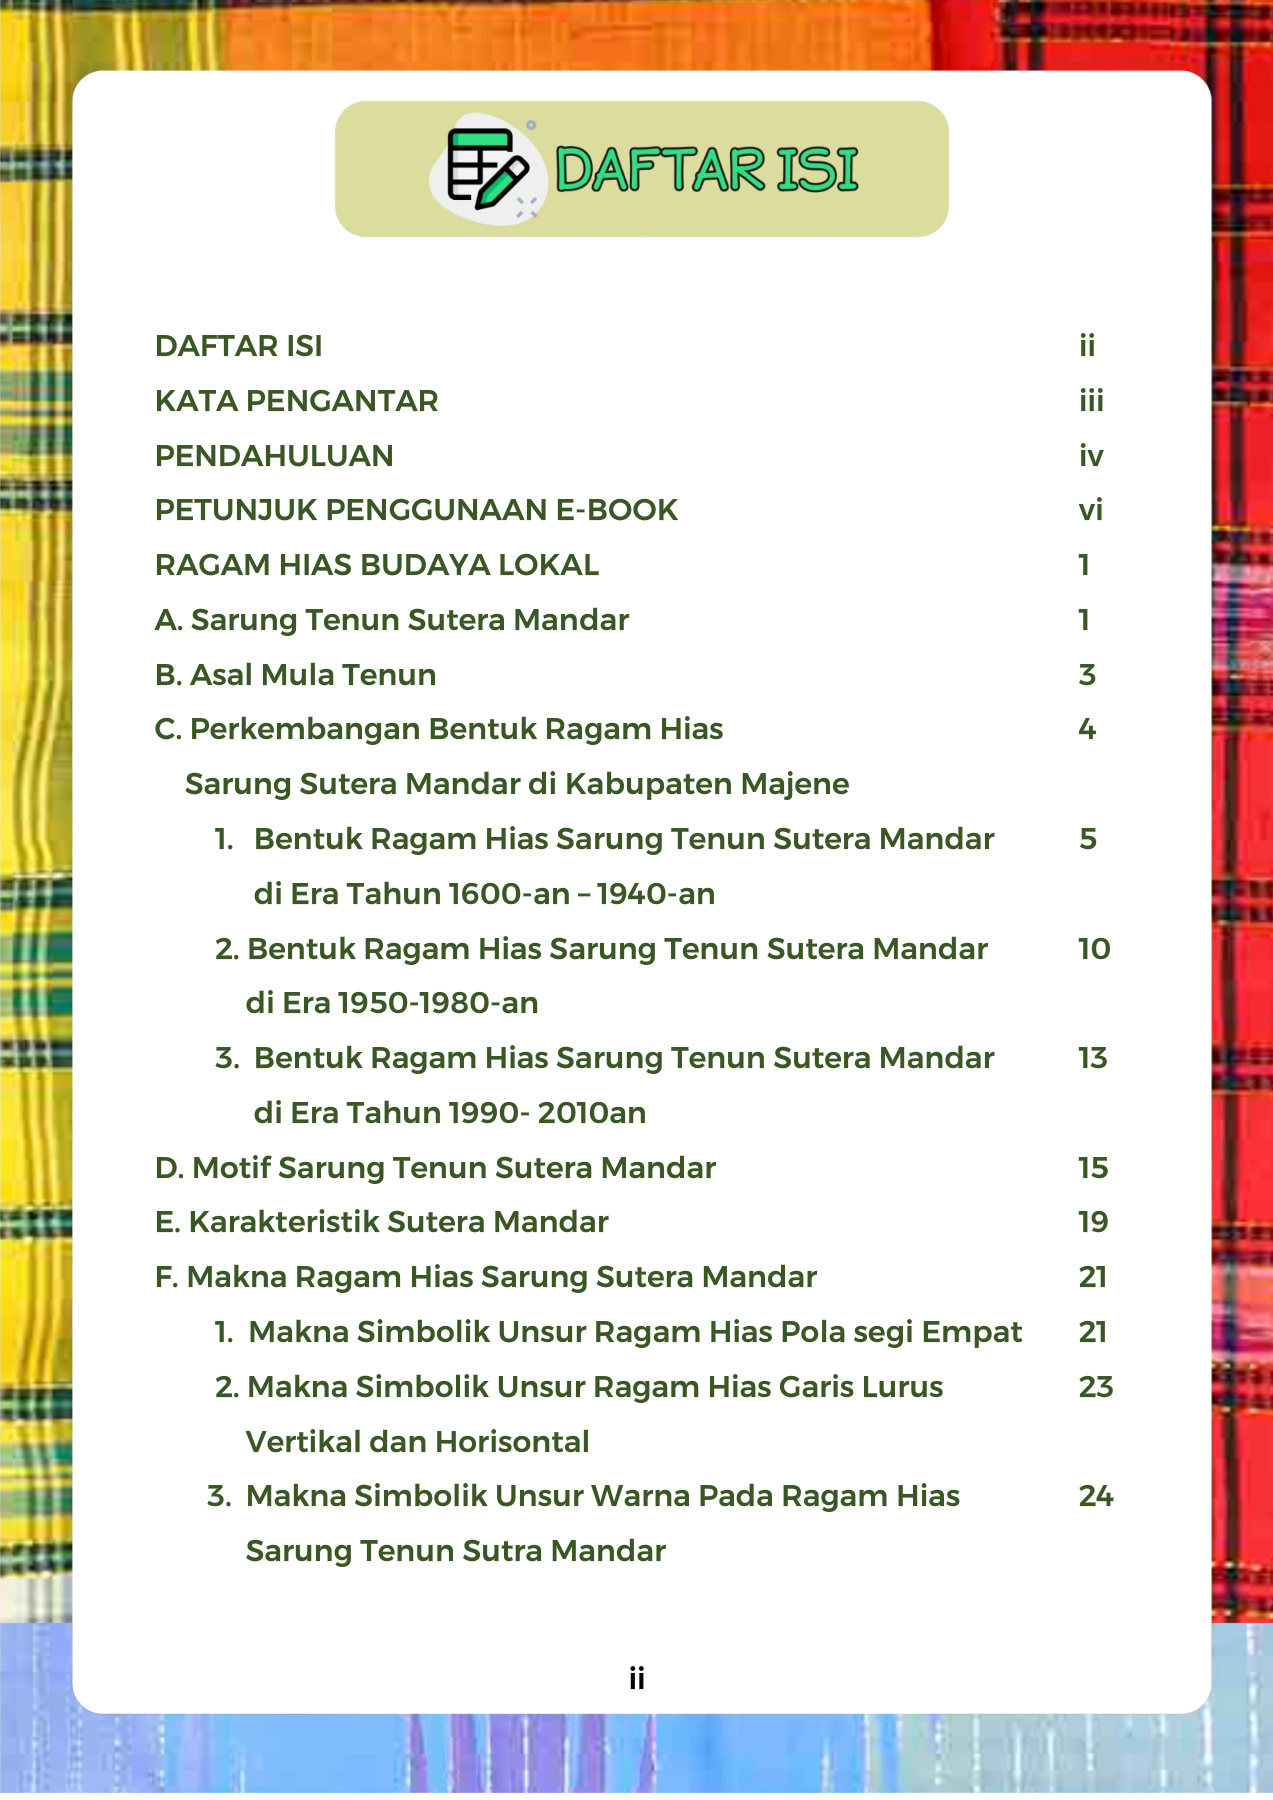 DAFTAR ISI
DAFTAR ISI ii
KATA PENGANTAR iii
PENDAHULUAN iv
PETUNJUK PENGGUNAAN E-BOOK vi
RAGAM HIAS BUDAYA LOKAL 1
A. Sarung Tenun Sutera Mandar 1
B. Asal Mula Tenun 3
C. Perkembangan Bentuk Ragam Hias 4
Sarung Sutera Mandar di Kabupaten Majene
1. Bentuk Ragam Hias Sarung Tenun Sutera Mandar 5
di Era Tahun 1600-an – 1940-an
2. Bentuk Ragam Hias Sarung Tenun Sutera Mandar 10
di Era 1950-1980-an
3. Bentuk Ragam Hias Sarung Tenun Sutera Mandar 13
di Era Tahun 1990- 2010an
D. Motif Sarung Tenun Sutera Mandar 15
E. Karakteristik Sutera Mandar 19
F. Makna Ragam Hias Sarung Sutera Mandar 21
1. Makna Simbolik Unsur Ragam Hias Pola segi Empat 21
2. Makna Simbolik Unsur Ragam Hias Garis Lurus 23
Vertikal dan Horisontal
3. Makna Simbolik Unsur Warna Pada Ragam Hias 24
Sarung Tenun Sutra Mandar
ii